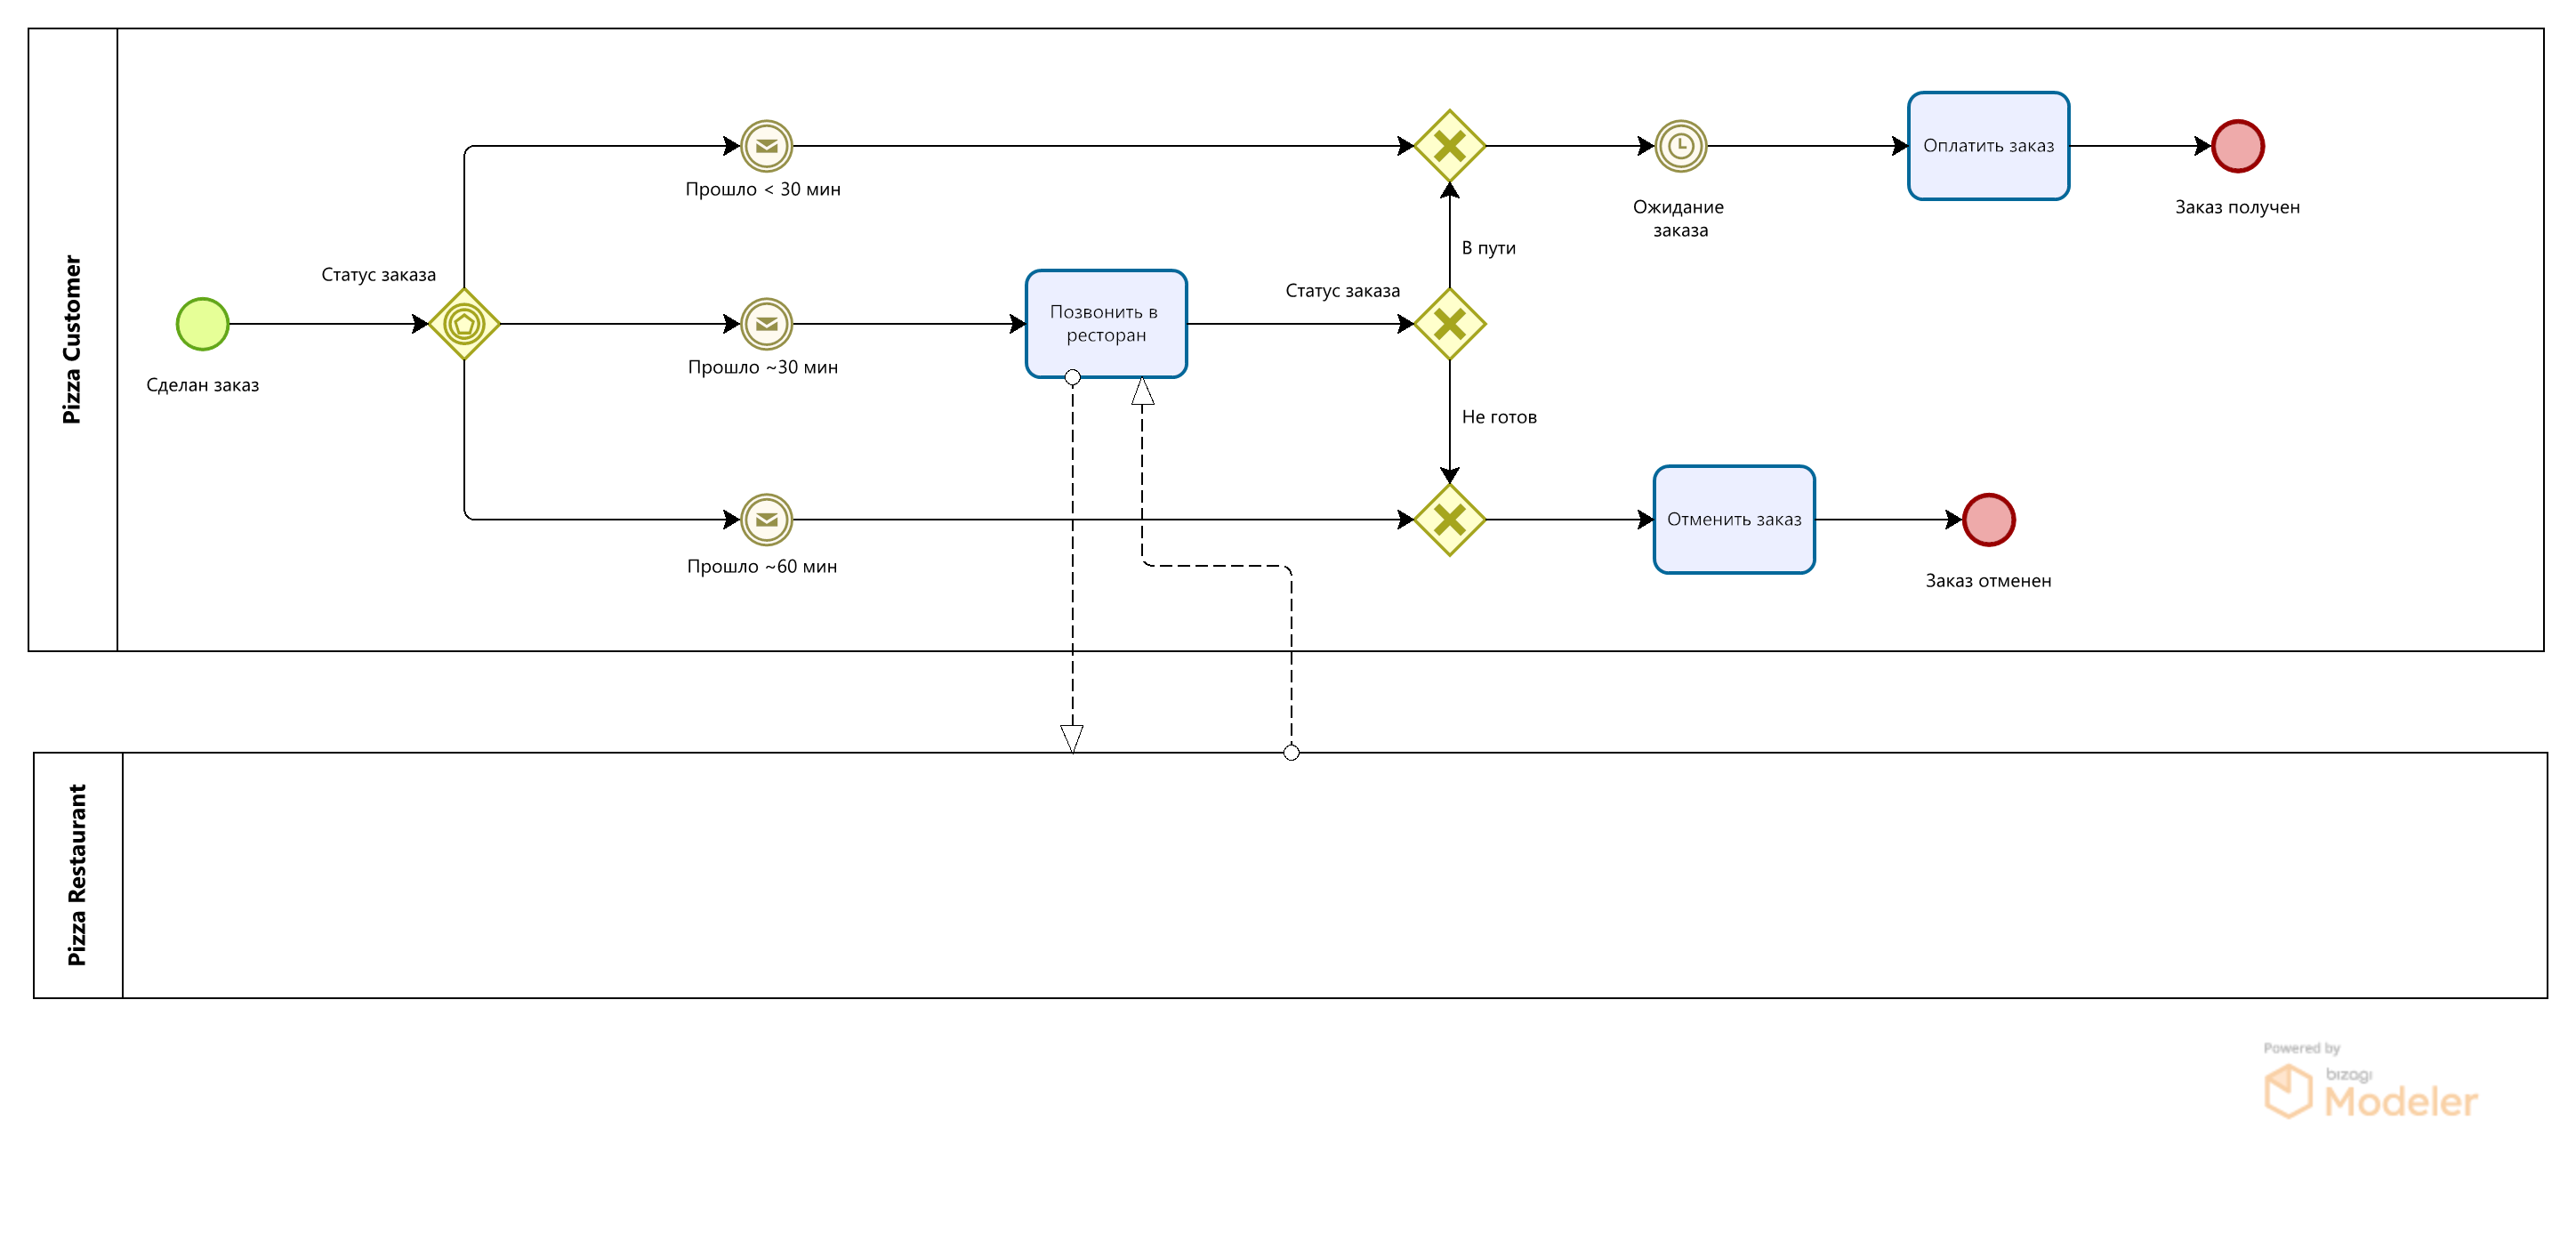 Pizza Customer
Сделан заказ
Статус заказа
Прошло < 30 мин
Прошло ~30 мин
Прошло ~60 мин
Позвонить в
ресторан
Статус заказа
В пути
Не готов
Ожидание
заказа
Оплатить заказ
Заказ получен
Отменить заказ
Заказ отменен
Pizza Restaurant
Powered by
bizagi
Modeler